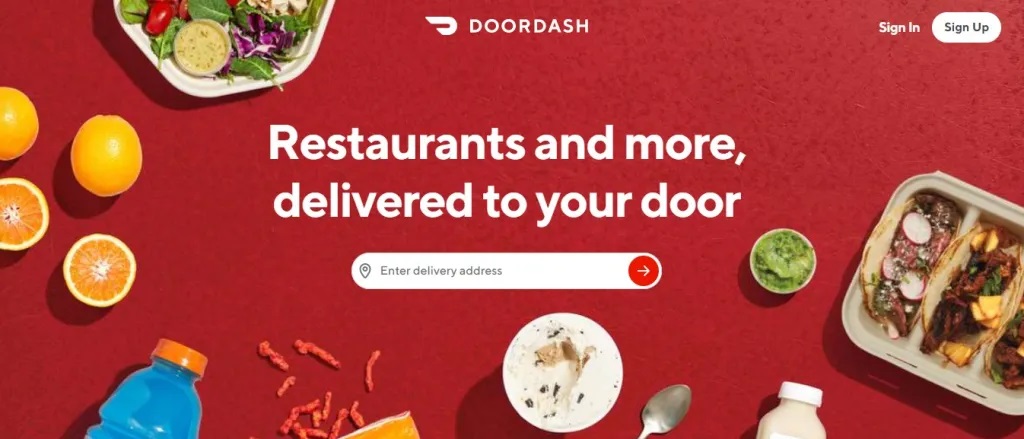 DOORDASH
Sign In
Sign Up
Restaurants and more,
delivered to your door
Enter delivery address